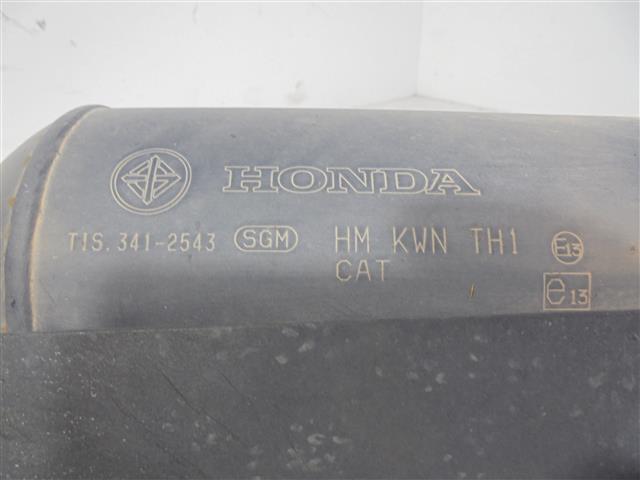 HONDA
TIS. 341-2543 SGM HM KWN TH1 E13
CAT e13